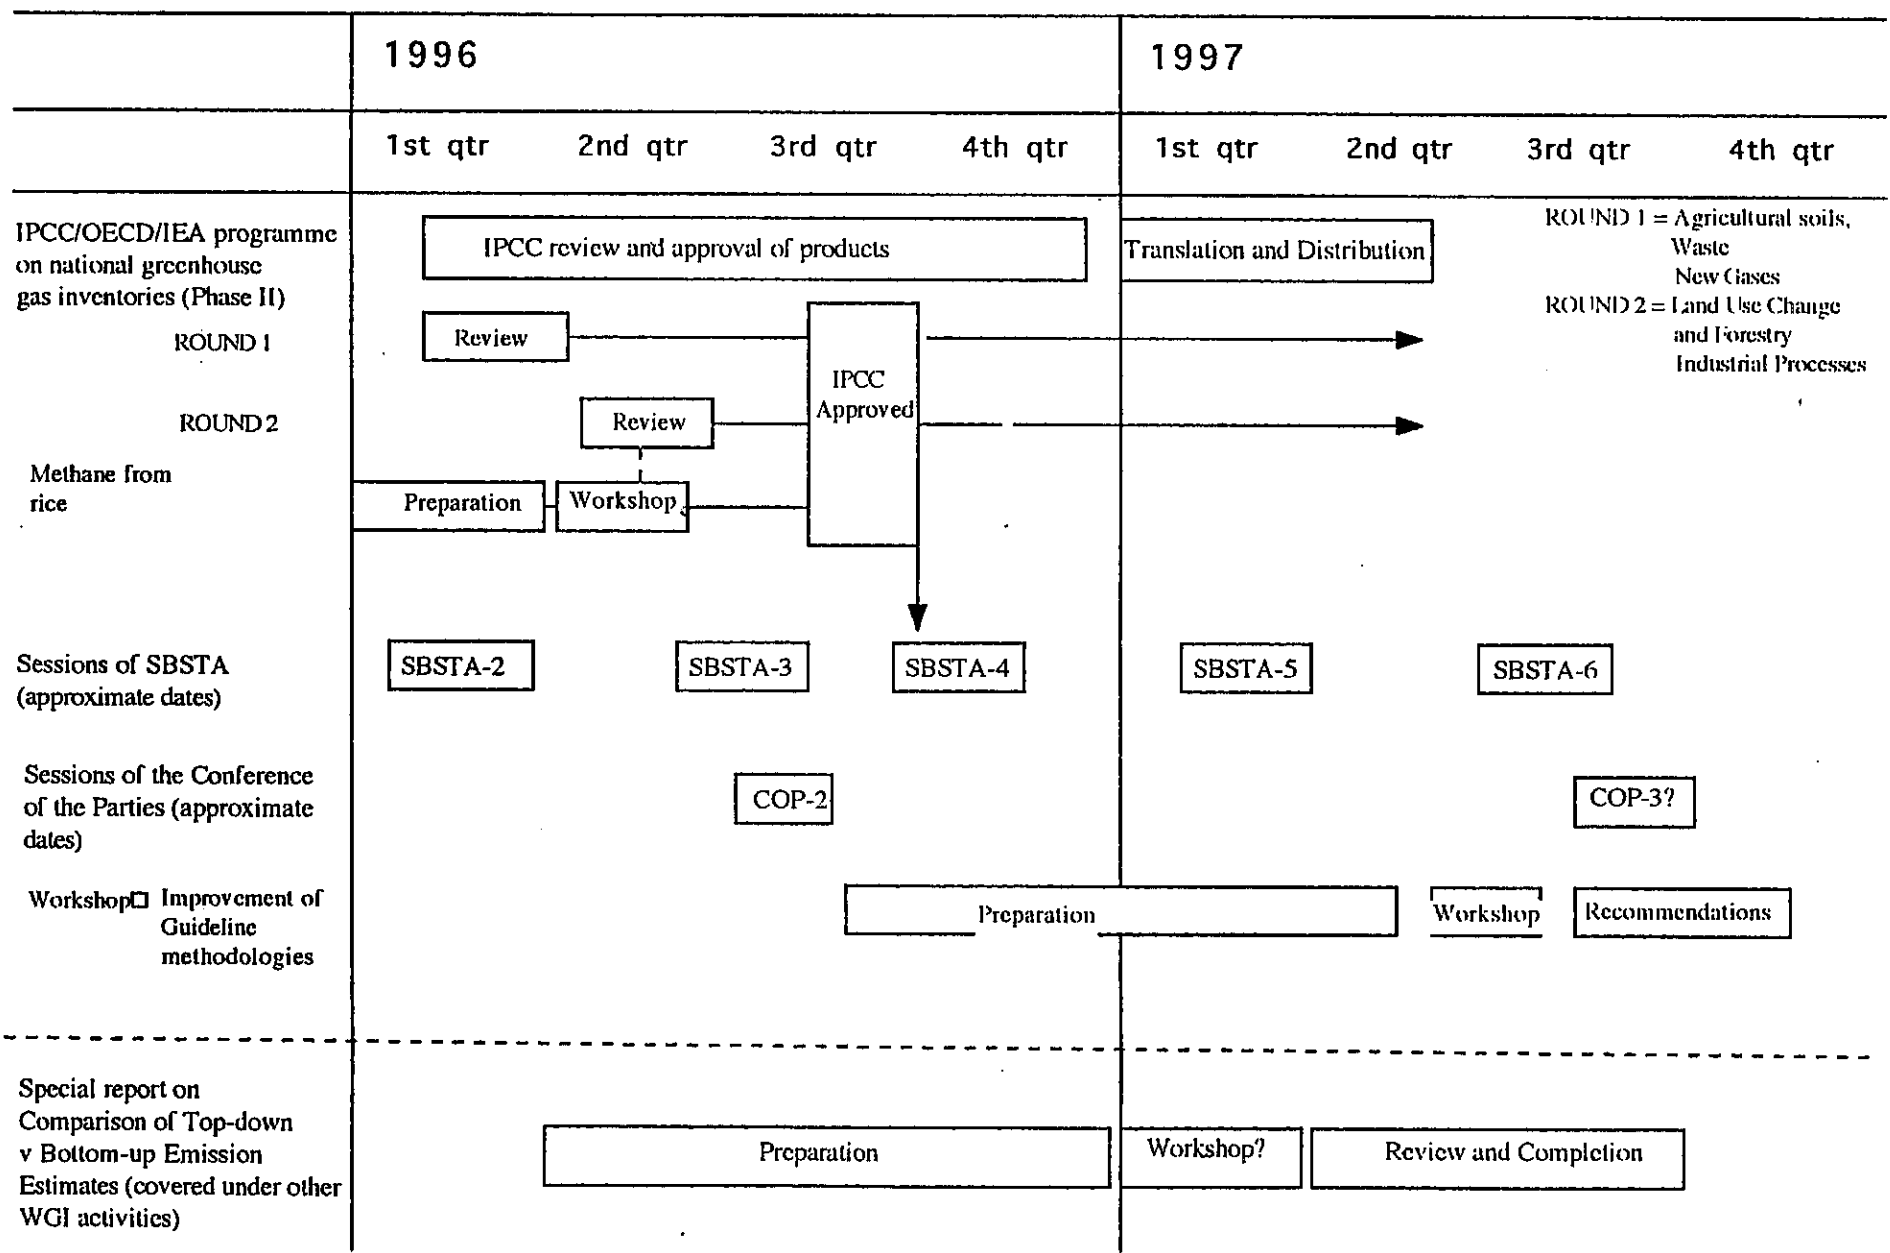 1996
1997
1st qtr 2nd qtr 3rd qtr 4th qtr 1st qtr 2nd qtr 3rd qtr 4th qtr
IPCC/OECD/IEA programme
on national greenhouse
gas inventories (Phase II)
IPCC review and approval of products
Translation and Distribution
ROUND 1 = Agricultural soils,
Waste
New Gases
ROUND 2 = Land Use Change
and Forestry
Industrial Processes
ROUND 1
Review
IPCC
Approved
ROUND 2
Review
Methane from
rice
Preparation
Workshop
Sessions of SBSTA
(approximate dates)
SBSTA-2
SBSTA-3
SBSTA-4
SBSTA-5
SBSTA-6
Sessions of the Conference
of the Parties (approximate
dates)
COP-2
COP-3?
Workshop Improvement of
Guideline
methodologies
Preparation
Workshop
Recommendations
Special report on
Comparison of Top-down
v Bottom-up Emission
Estimates (covered under other
WGI activities)
Preparation
Workshop?
Review and Completion